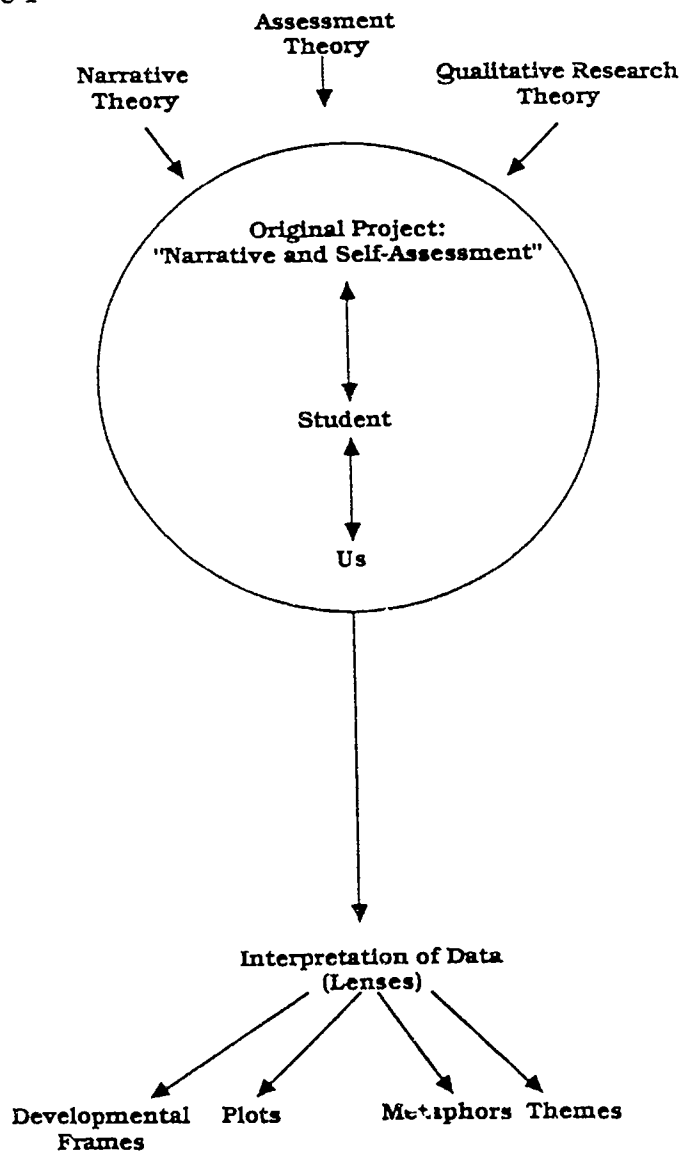 Assessment
Theory
Narrative
Theory
Qualitative Research
Theory
Original Project:
"Narrative and Self-Assessment"
Student
Us
Interpretation of Data
(Lenses)
Developmental
Frames
Plots
Metaphors
Themes